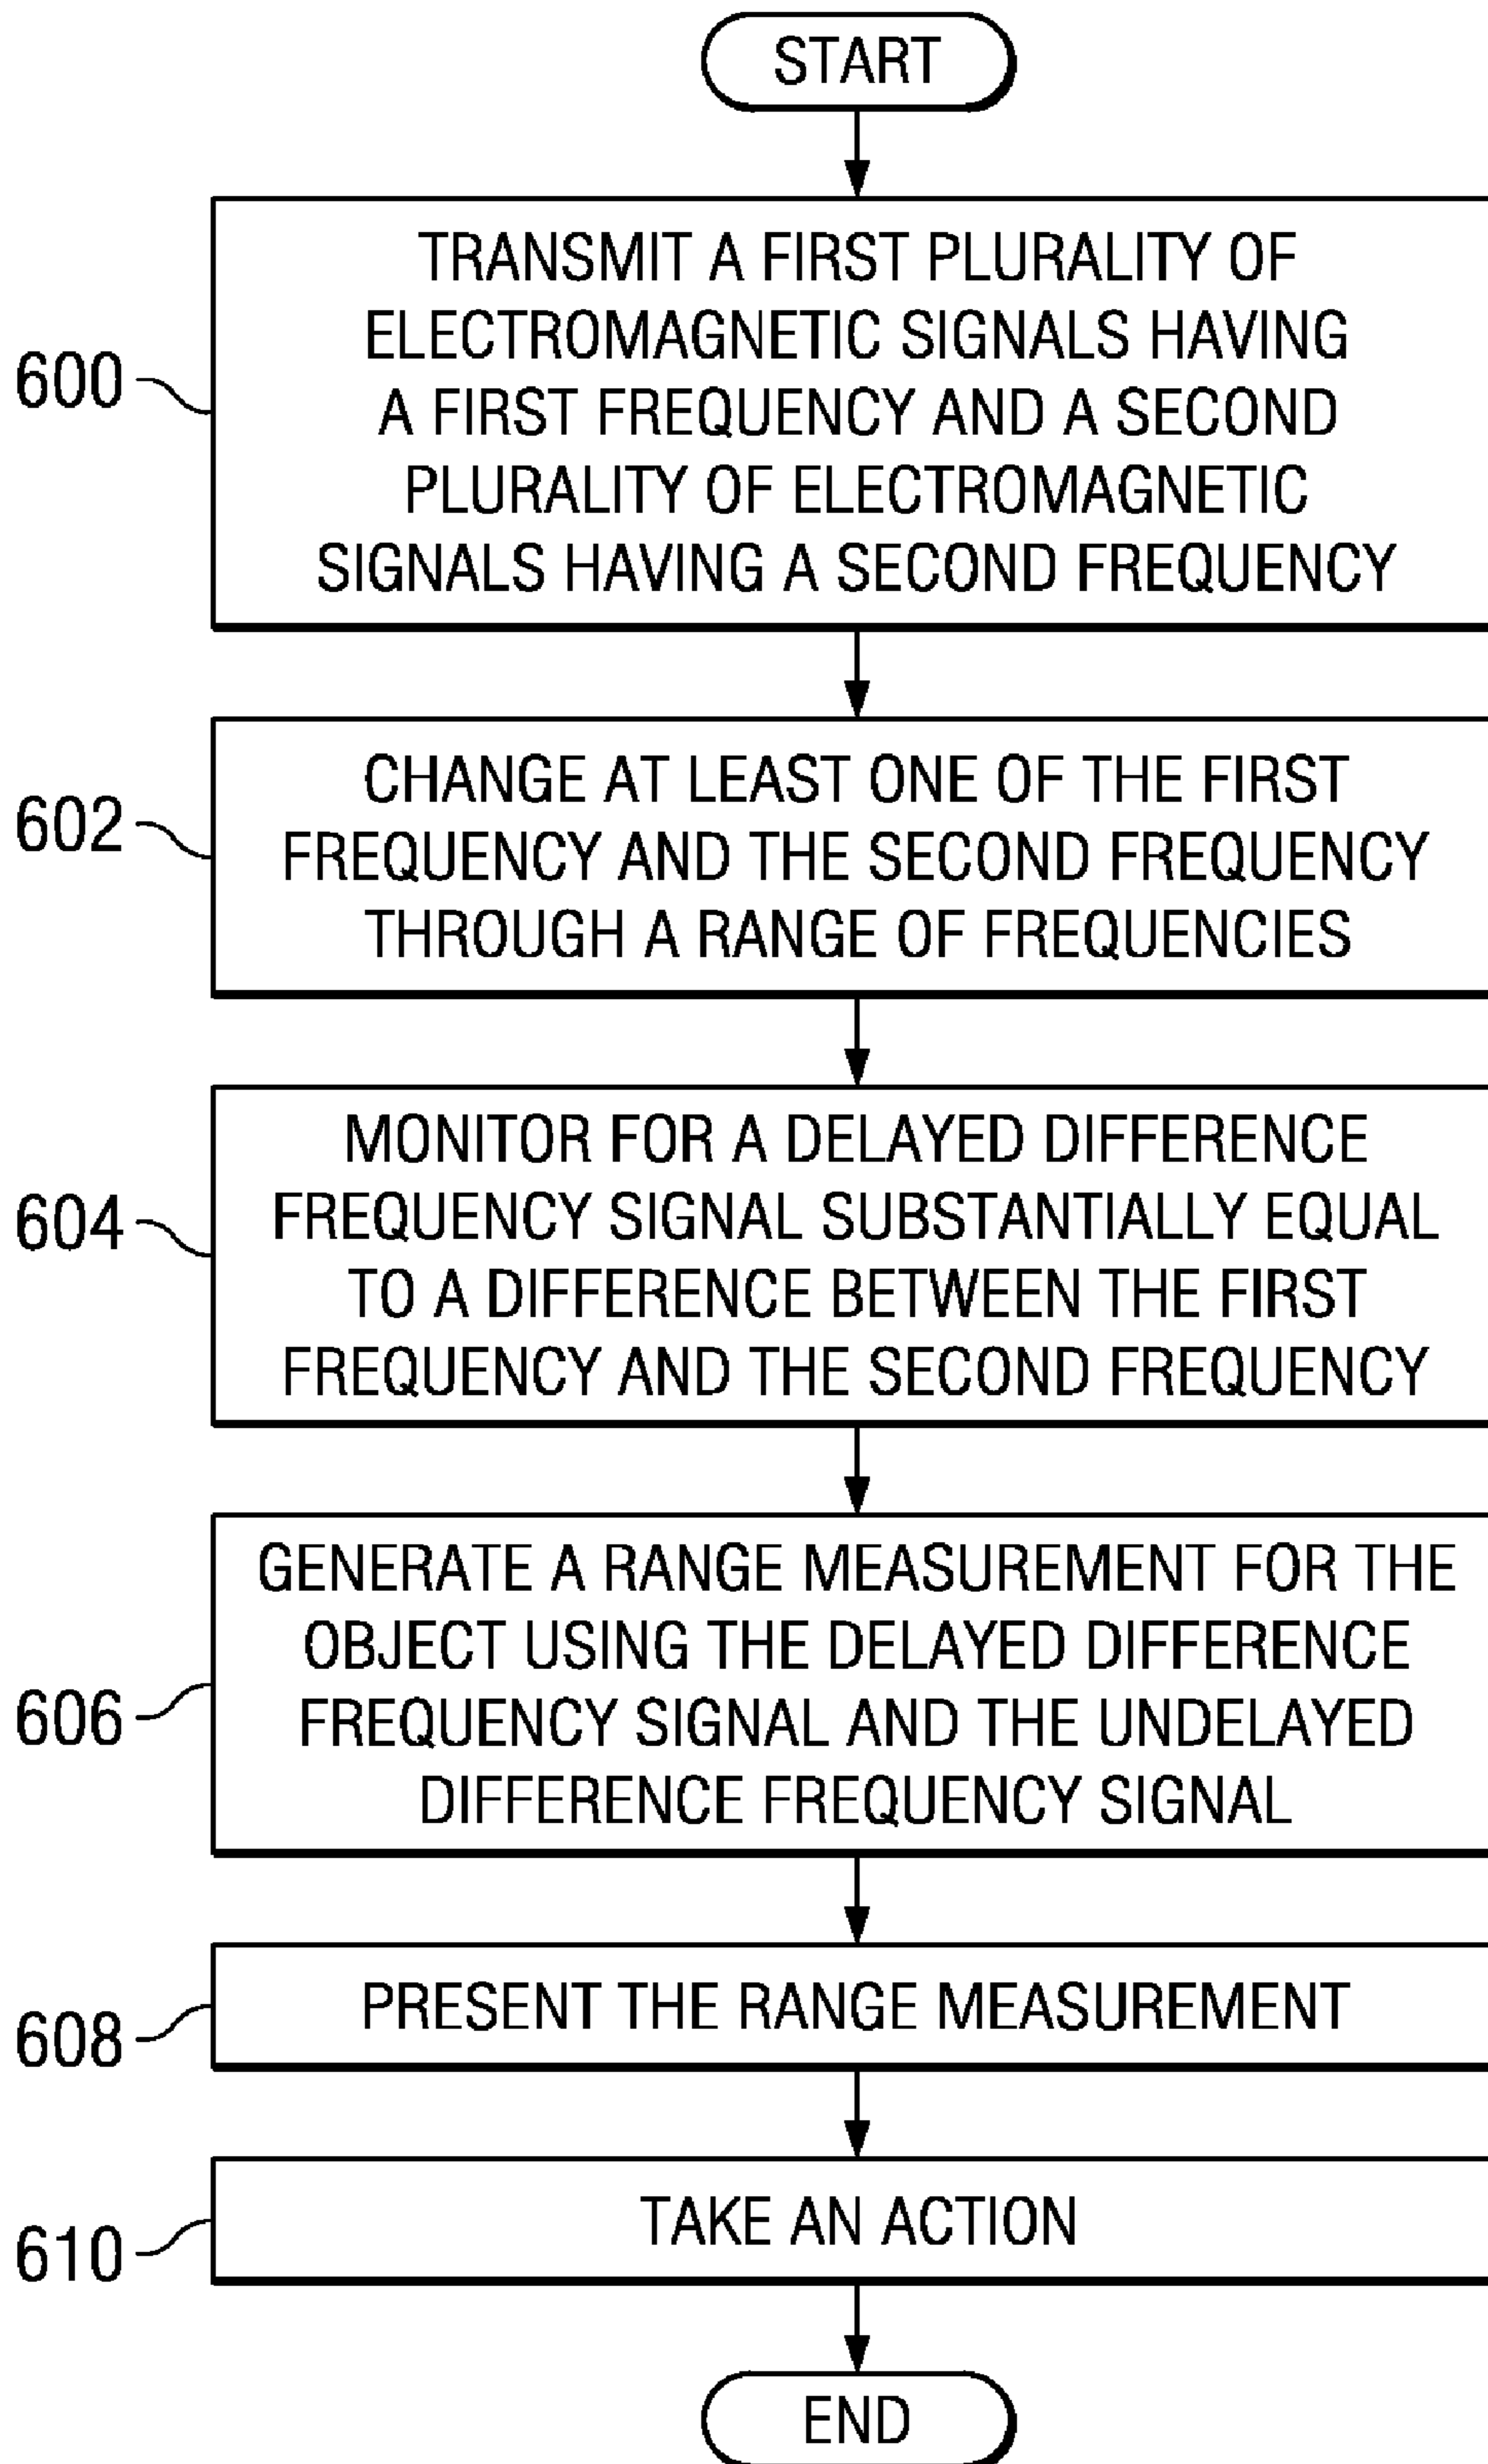 START
600
TRANSMIT A FIRST PLURALITY OF
ELECTROMAGNETIC SIGNALS HAVING
A FIRST FREQUENCY AND A SECOND
PLURALITY OF ELECTROMAGNETIC
SIGNALS HAVING A SECOND FREQUENCY
602
CHANGE AT LEAST ONE OF THE FIRST
FREQUENCY AND THE SECOND FREQUENCY
THROUGH A RANGE OF FREQUENCIES
604
MONITOR FOR A DELAYED DIFFERENCE
FREQUENCY SIGNAL SUBSTANTIALLY EQUAL
TO A DIFFERENCE BETWEEN THE FIRST
FREQUENCY AND THE SECOND FREQUENCY
606
GENERATE A RANGE MEASUREMENT FOR THE
OBJECT USING THE DELAYED DIFFERENCE
FREQUENCY SIGNAL AND THE UNDELAYED
DIFFERENCE FREQUENCY SIGNAL
608
PRESENT THE RANGE MEASUREMENT
610
TAKE AN ACTION
END